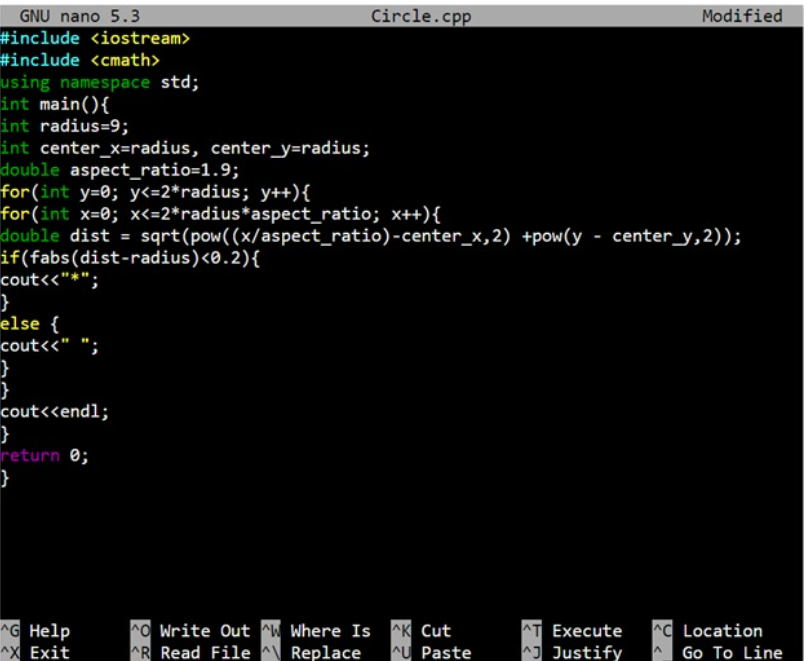 GNU nano 5.3 Circle.cpp Modified
#include <iostream>
#include <cmath>
using namespace std;
int main(){
int radius=9;
int center_x=radius, center_y=radius;
double aspect_ratio=1.9;
for(int y=0; y<=2*radius; y++){
for(int x=0; x<=2*radius*aspect_ratio; x++){
double dist = sqrt(pow((x/aspect_ratio)-center_x,2) +pow(y - center_y,2));
if(fabs(dist-radius)<0.2){
cout<<"*";
}
else {
cout<<" ";
}
}
cout<<endl;
}
return 0;
}
^G Help ^O Write Out ^W Where Is ^K Cut ^T Execute ^C Location
^X Exit ^R Read File ^\ Replace ^U Paste ^J Justify ^_ Go To Line